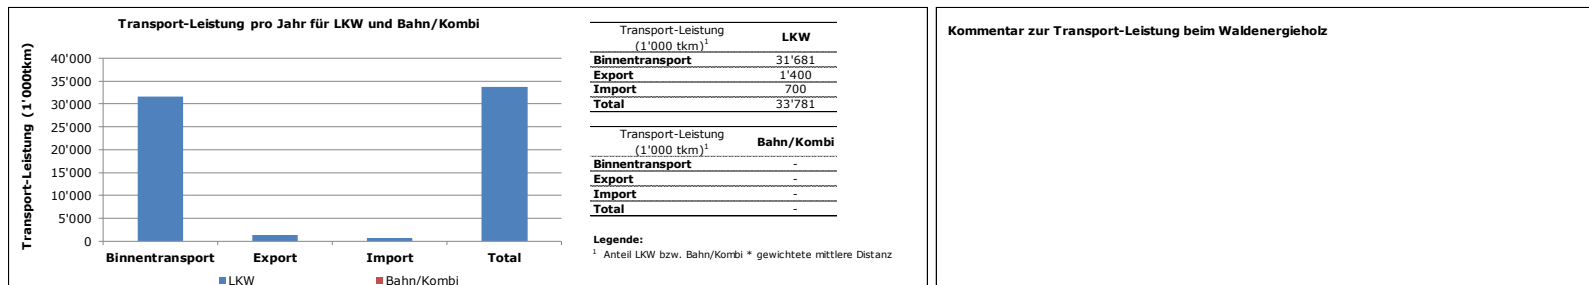 Transport-Leistung pro Jahr für LKW und Bahn/Kombi
Transport-Leistung (1'000tkm)
40'000
35'000
30'000
25'000
20'000
15'000
10'000
5'000
0
Binnentransport Export Import Total
LKW Bahn/Kombi
Transport-Leistung
(1'000 tkm)¹ LKW
Binnentransport 31'681
Export 1'400
Import 700
Total 33'781
Transport-Leistung
(1'000 tkm)¹ Bahn/Kombi
Binnentransport -
Export -
Import -
Total -
Legende:
¹ Anteil LKW bzw. Bahn/Kombi * gewichtete mittlere Distanz
Kommentar zur Transport-Leistung beim Waldenergieholz